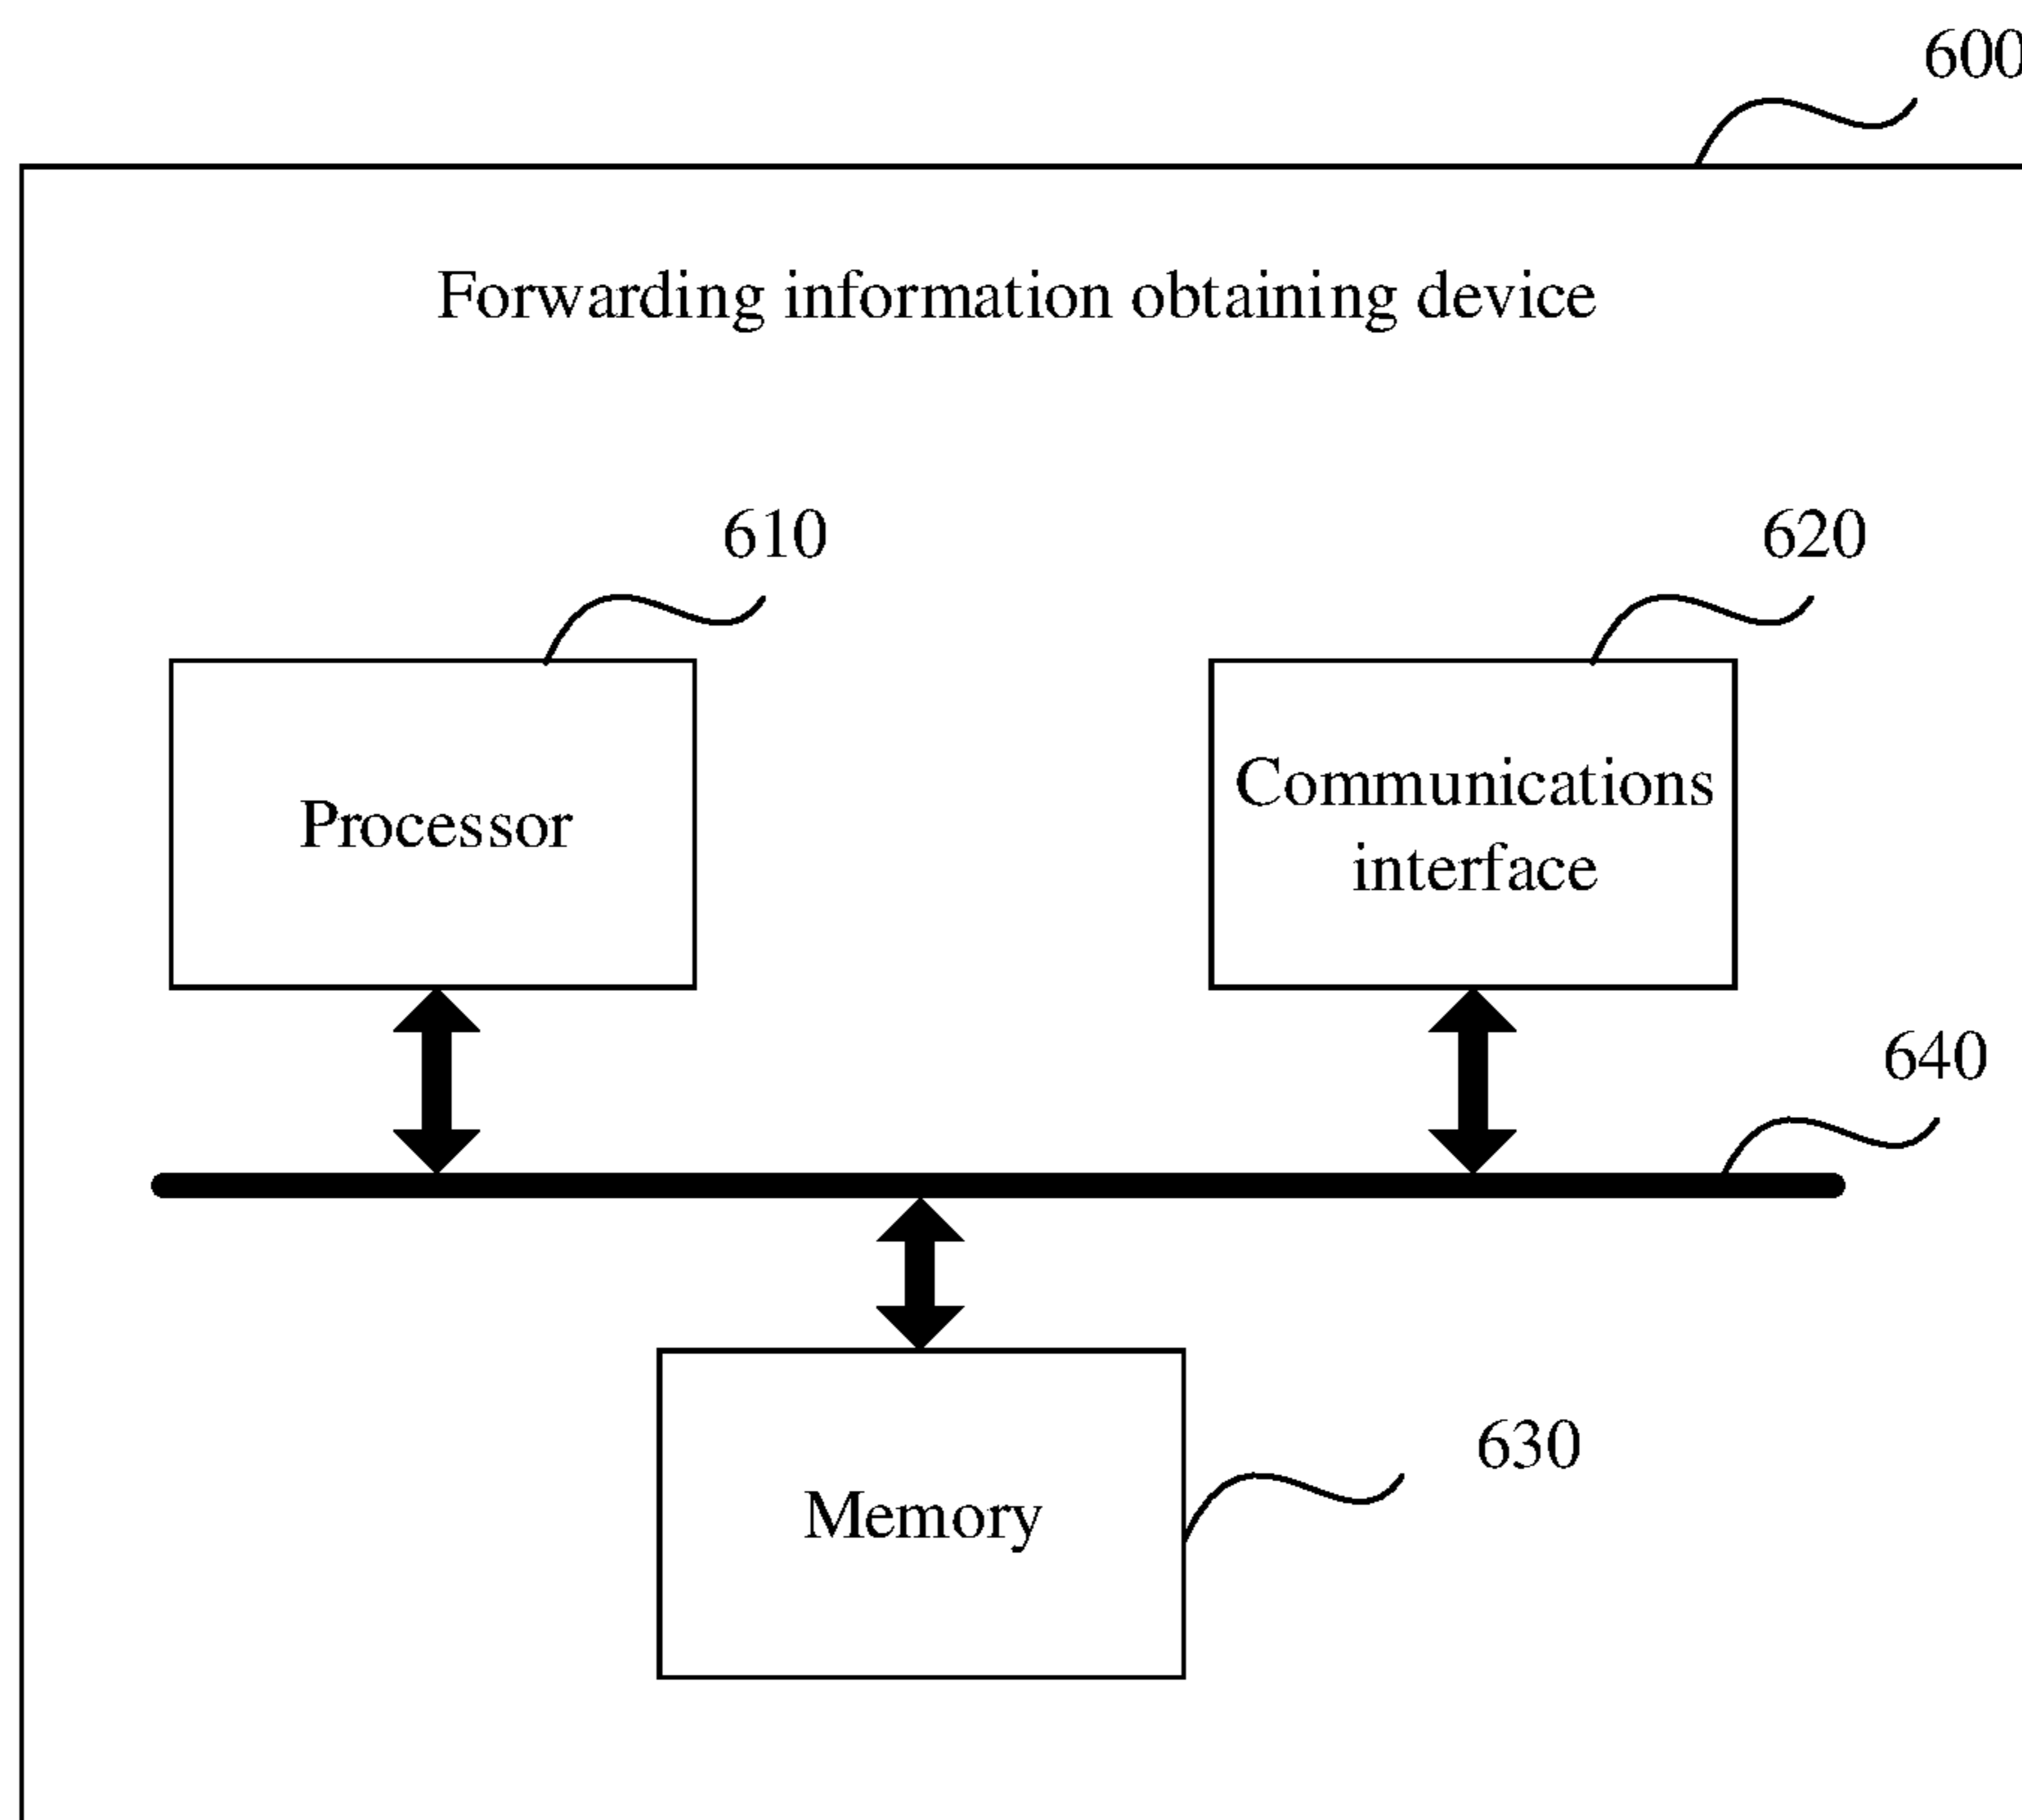 600
Forwarding information obtaining device
610
620
Processor
Communications
interface
640
630
Memory